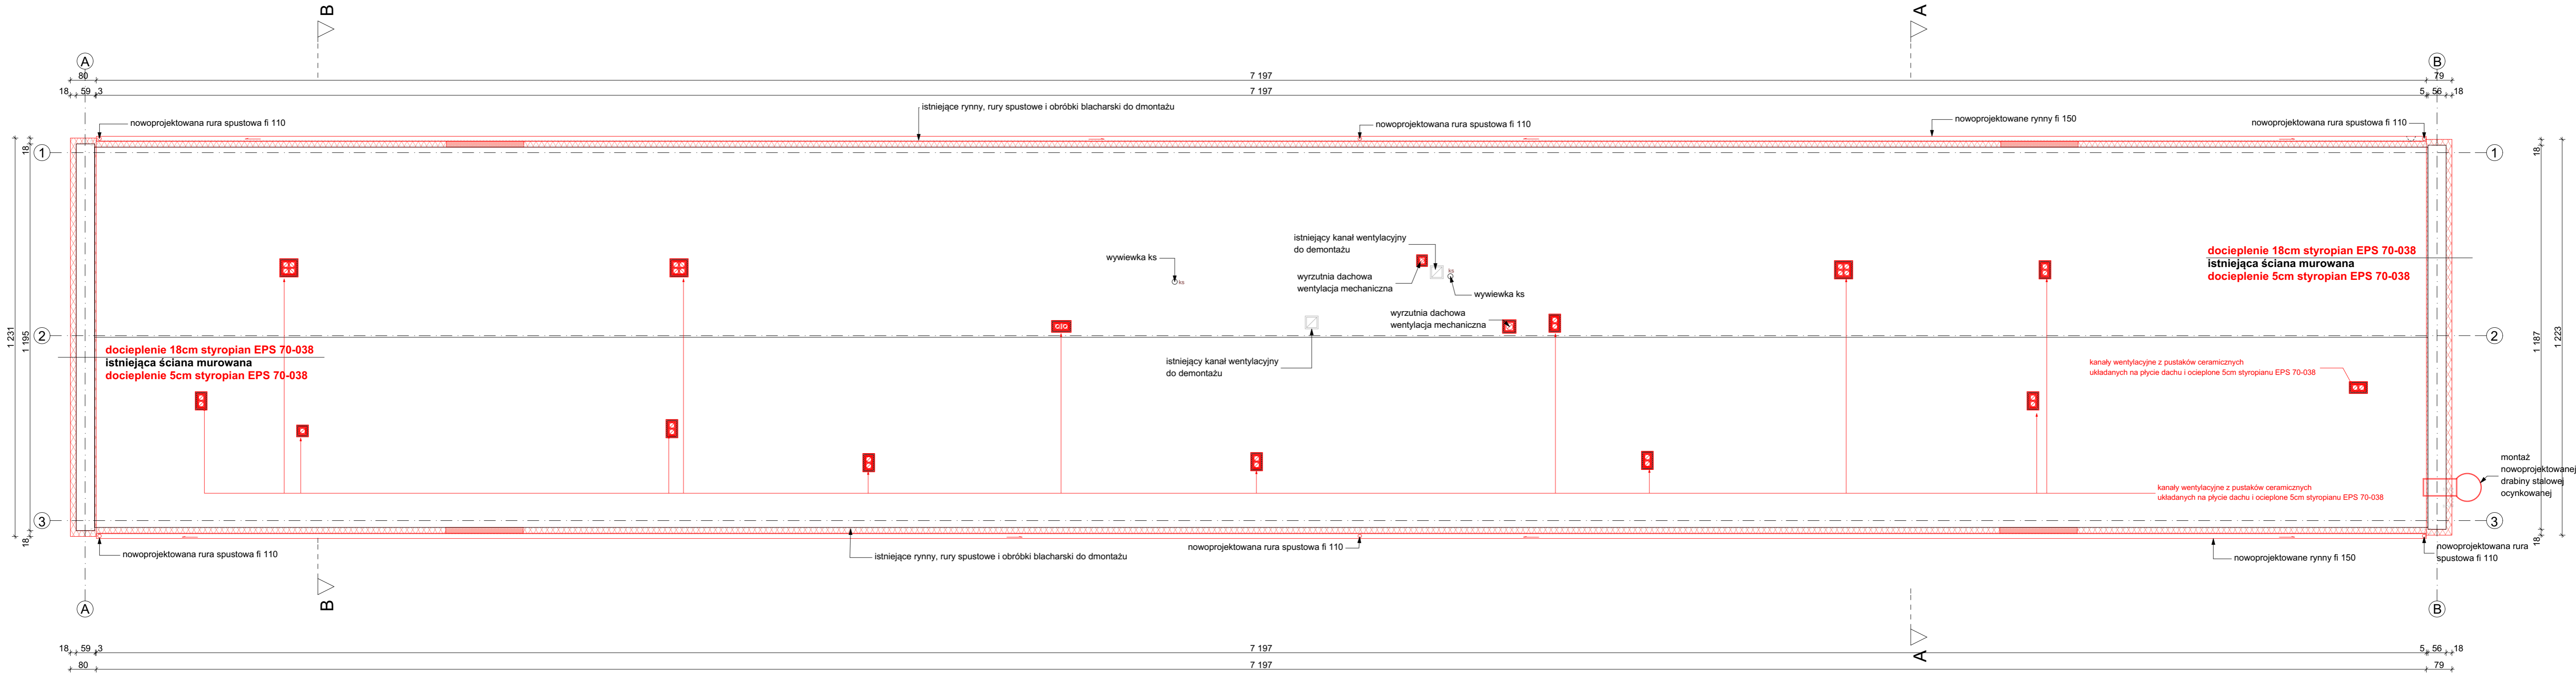 B
A
A
B
80
7 197
79
18
59
3
7 197
5
56
18
istniejące rynny, rury spustowe i obróbki blacharski do dmontażu
nowoprojektowana rura spustowa fi 110
nowoprojektowana rura spustowa fi 110
nowoprojektowane rynny fi 150
nowoprojektowana rura spustowa fi 110
18
18
1
1
istniejący kanał wentylacyjny
do demontażu
wywiewka ks
ks
wyrzutnia dachowa
wentylacja mechaniczna
ks
wywiewka ks
docieplenie 18cm styropian EPS 70-038
istniejąca ściana murowana
docieplenie 5cm styropian EPS 70-038
wyrzutnia dachowa
wentylacja mechaniczna
1 231
1 195
2
2
1 187
1 223
docieplenie 18cm styropian EPS 70-038
istniejąca ściana murowana
docieplenie 5cm styropian EPS 70-038
istniejący kanał wentylacyjny
do demontażu
kanały wentylacyjne z pustaków ceramicznych
układanych na płycie dachu i ocieplone 5cm styropianu EPS 70-038
montaż
nowoprojektowanej
drabiny stalowej
ocynkowanej
kanały wentylacyjne z pustaków ceramicznych
układanych na płycie dachu i ocieplone 5cm styropianu EPS 70-038
3
3
18
18
nowoprojektowana rura spustowa fi 110
istniejące rynny, rury spustowe i obróbki blacharski do dmontażu
nowoprojektowana rura spustowa fi 110
nowoprojektowane rynny fi 150
nowoprojektowana rura
spustowa fi 110
A
B
B
A
18
59
3
7 197
5
56
18
80
7 197
79